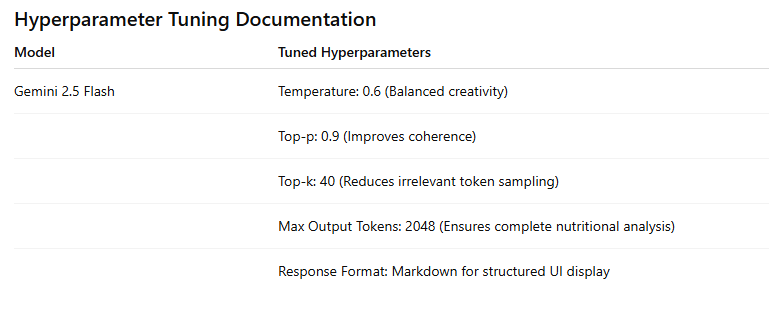 Hyperparameter Tuning Documentation
Model Tuned Hyperparameters
Gemini 2.5 Flash Temperature: 0.6 (Balanced creativity)
Top-p: 0.9 (Improves coherence)
Top-k: 40 (Reduces irrelevant token sampling)
Max Output Tokens: 2048 (Ensures complete nutritional analysis)
Response Format: Markdown for structured UI display